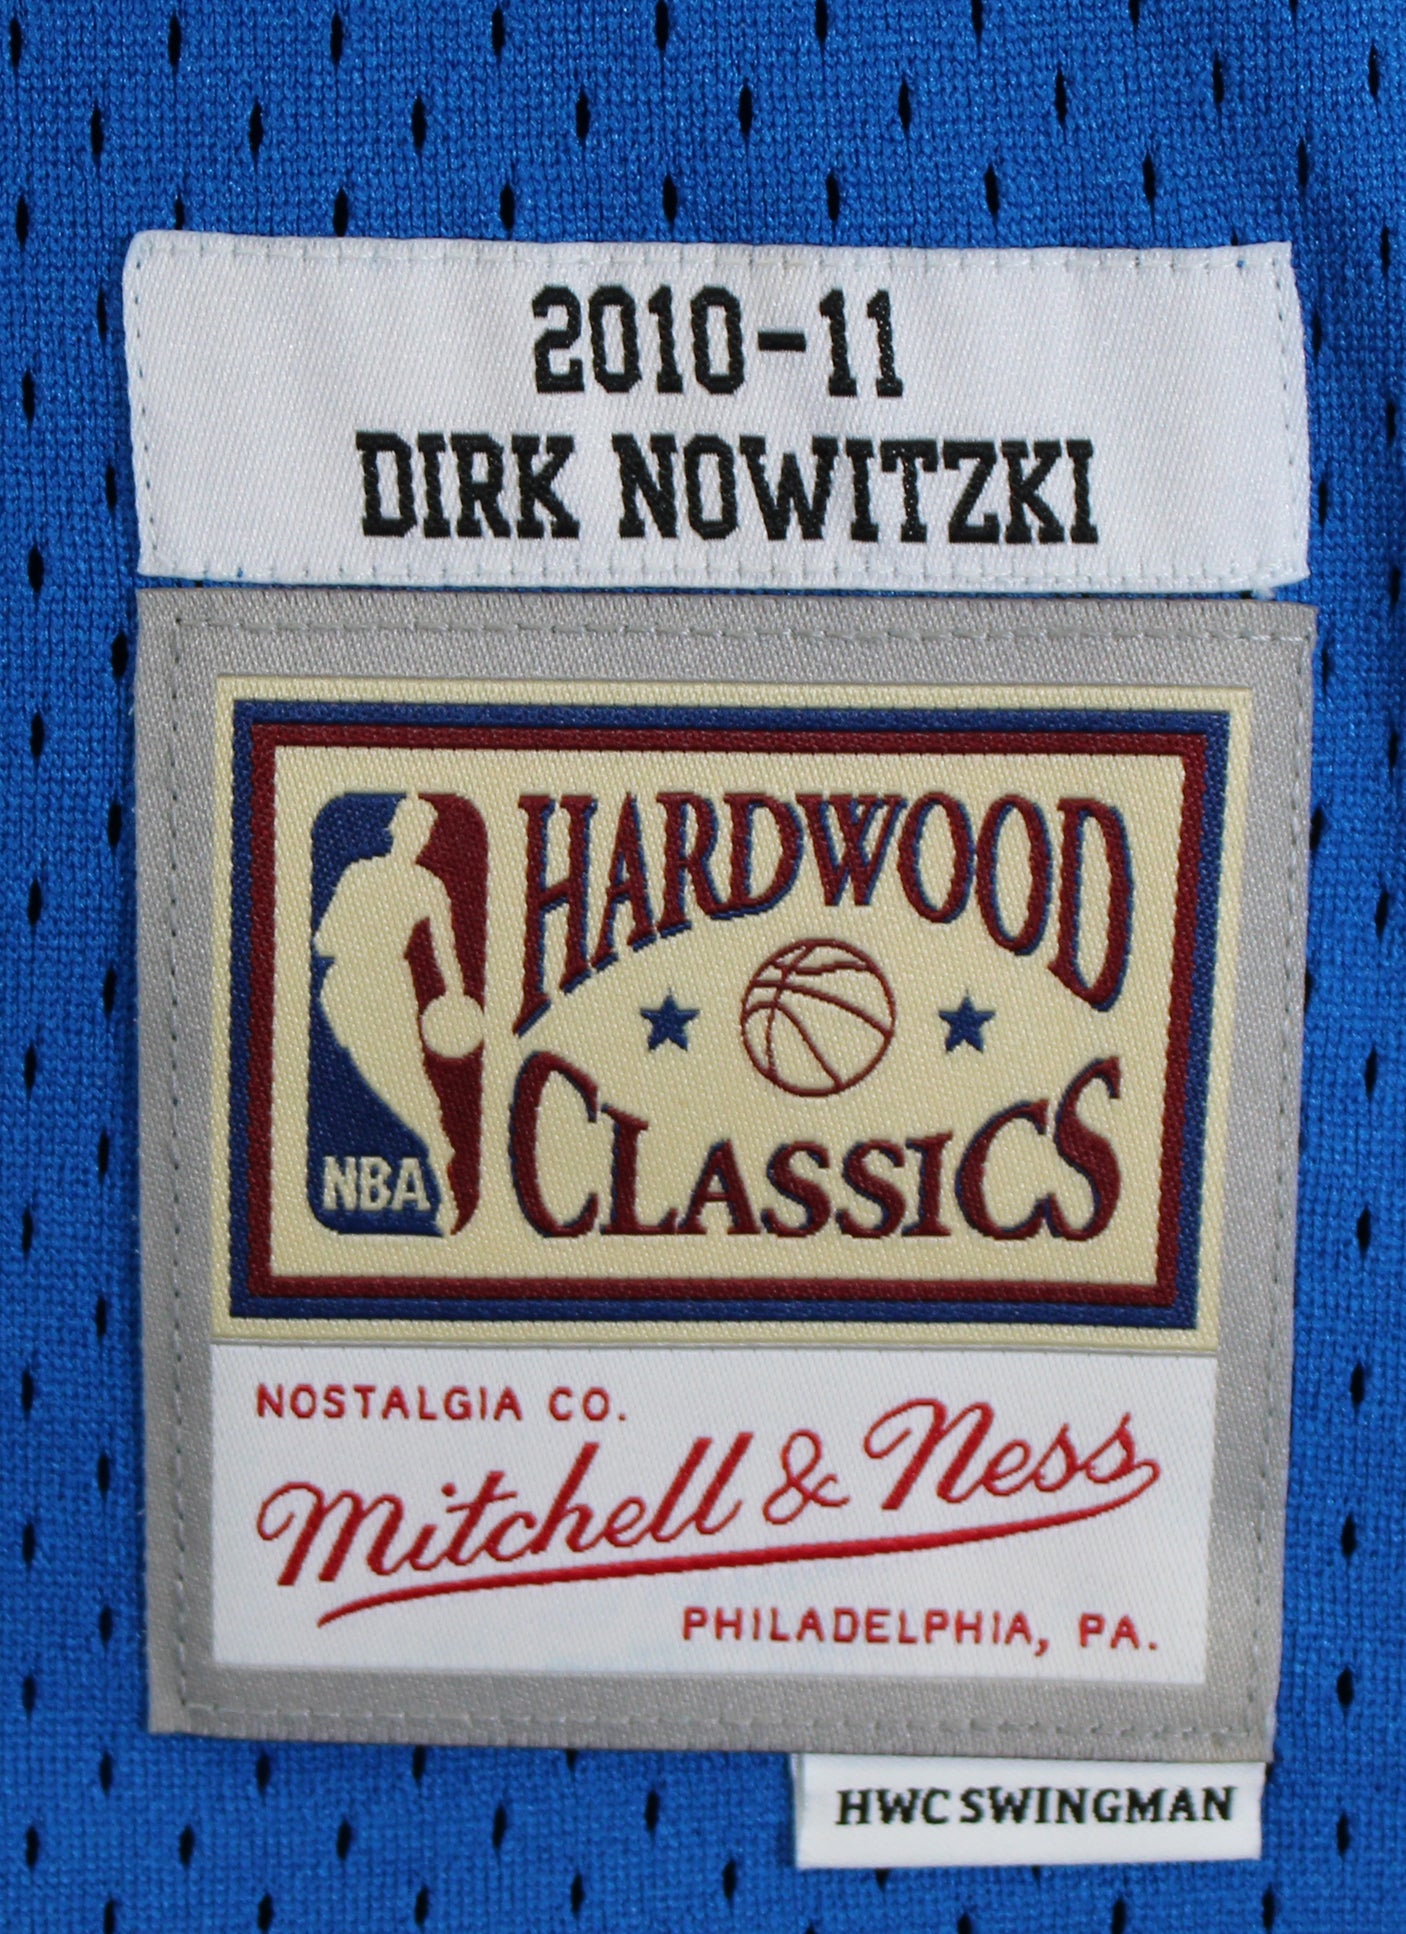 2010-11
DIRK NOWITZKI
HARDWOOD
CLASSICS
NBA
NOSTALGIA CO.
Mitchell & Ness
PHILADELPHIA, PA.
HWC SWINGMAN